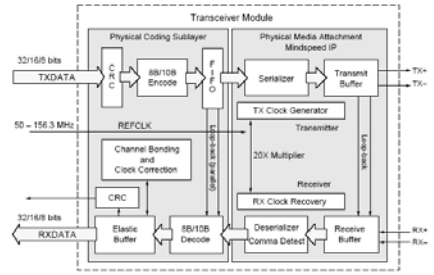 Transceiver Module
Physical Coding Sublayer
Physical Media Attachment
Mindspeed IP
32/16/8 bits
TXDATA
CRC
8B/10B
Encode
FIFO
Serializer
Transmit
Buffer
TX+
TX–
TX Clock Generator
50 – 156.3 MHz
REFCLK
Transmitter
Loop-back (parallel)
Loop-back
Channel Bonding
and
Clock Correction
20X Multiplier
Receiver
RX Clock Recovery
CRC
32/16/8 bits
RXDATA
Elastic
Buffer
8B/10B
Decode
Deserializer
Comma Detect
Receive
Buffer
RX+
RX–